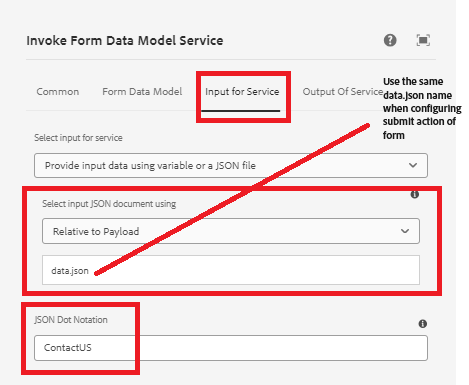 Invoke Form Data Model Service
Common
Form Data Model
Input for Service
Output Of Service
Use the same
data.json name
when configuring
submit action of
form
Select input for service
Provide input data using variable or a JSON file
Select input JSON document using
Relative to Payload
data.json
JSON Dot Notation
ContactUS